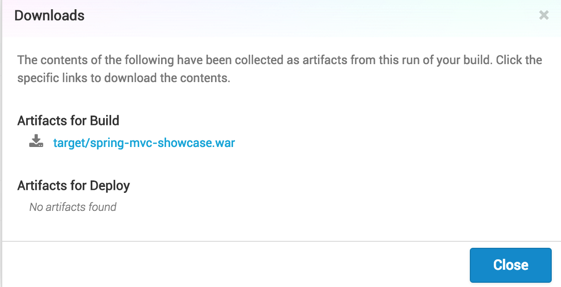 Downloads
The contents of the following have been collected as artifacts from this run of your build. Click the
specific links to download the contents.
Artifacts for Build
target/spring-mvc-showcase.war
Artifacts for Deploy
No artifacts found
Close